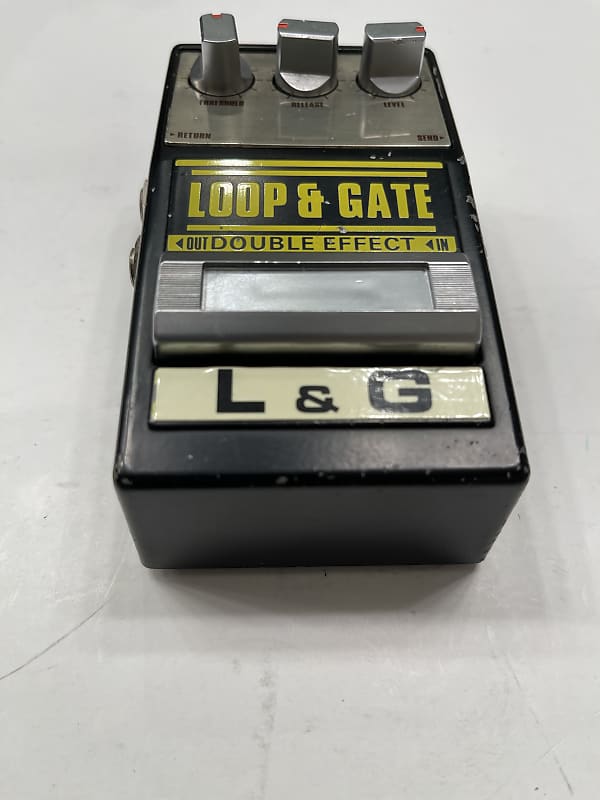 THRESHOLD RELEASE LEVEL
◄RETURN SEND►
LOOP & GATE
◄OUT DOUBLE EFFECT ◄IN
L & G